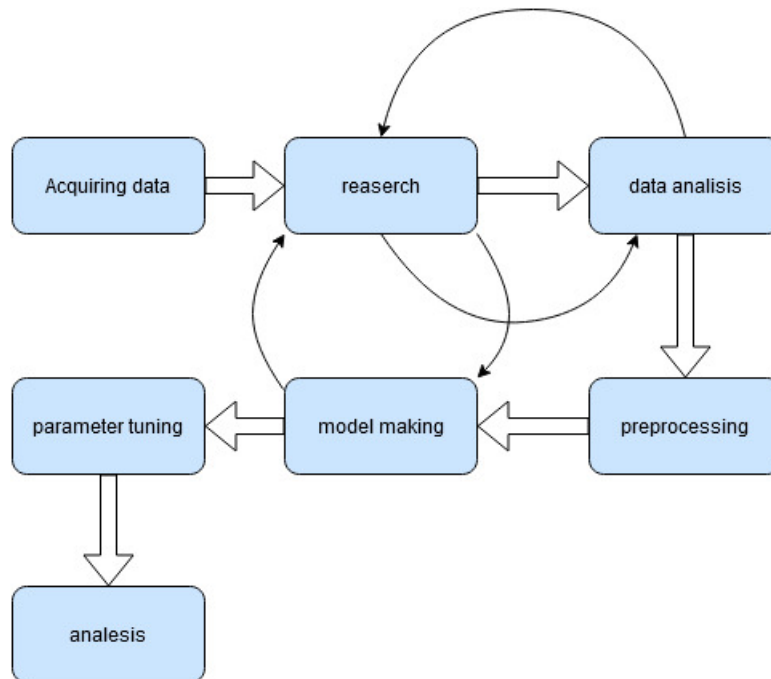 Acquiring data
reaserch
data analisis
parameter tuning
model making
preprocessing
analesis